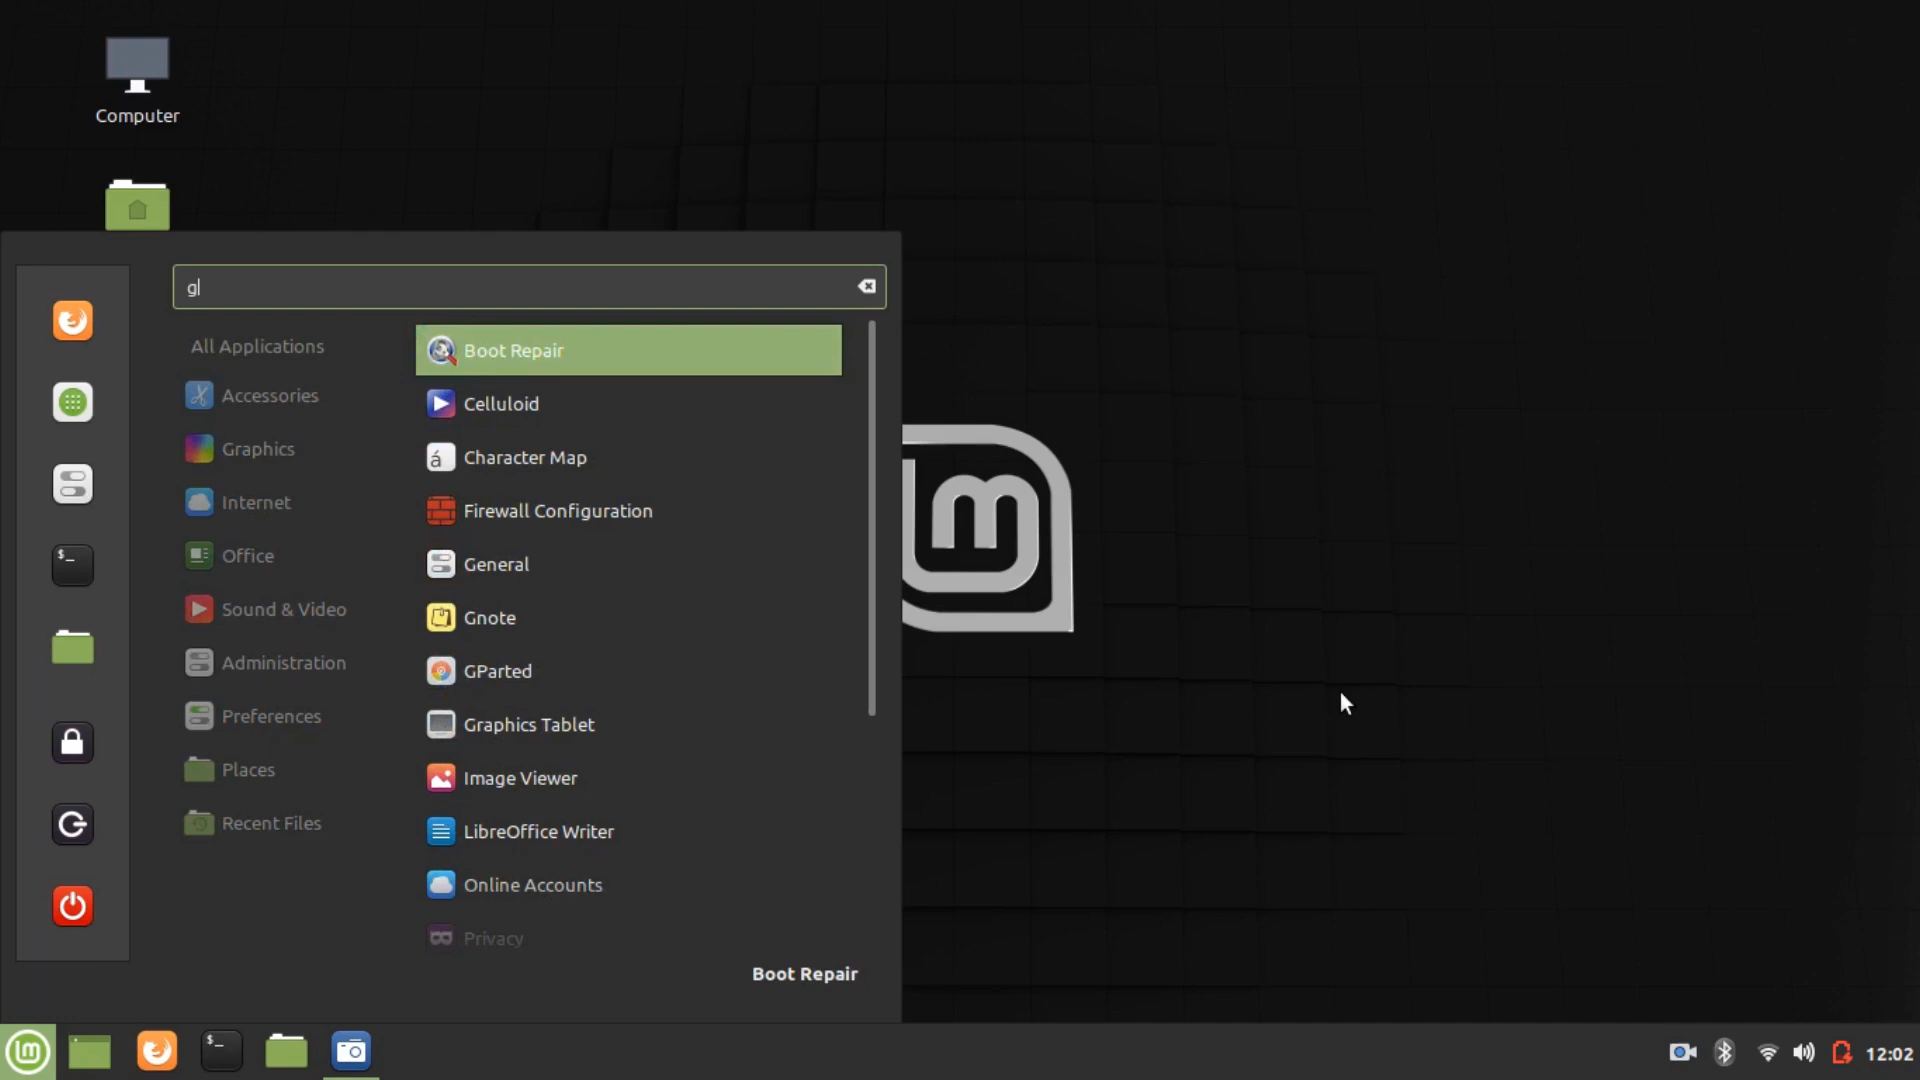 Computer
g
All Applications
Accessories
Graphics
Internet
Office
Sound & Video
Administration
Preferences
Places
Recent Files
Boot Repair
Celluloid
Character Map
Firewall Configuration
General
Gnote
GParted
Graphics Tablet
Image Viewer
LibreOffice Writer
Online Accounts
Privacy
Boot Repair
12:02